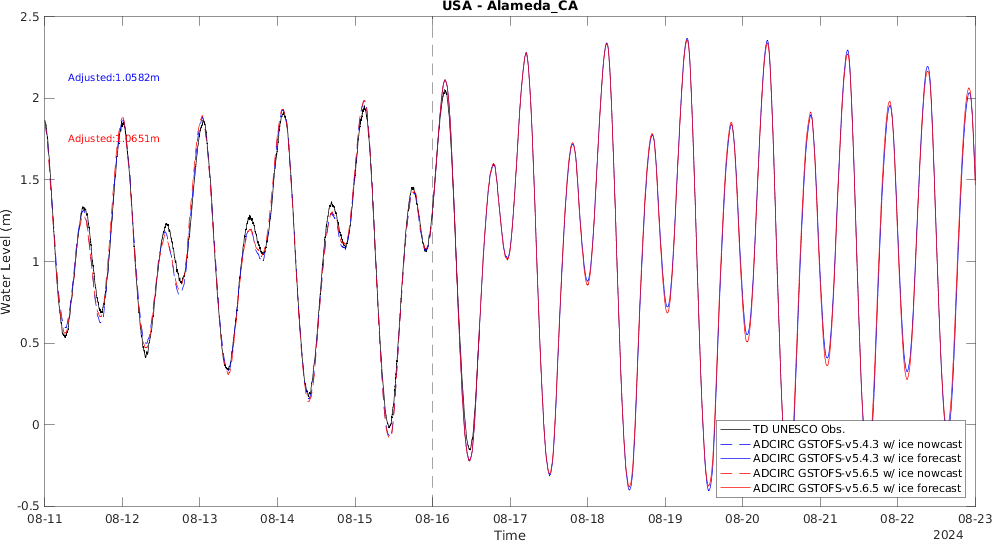 USA - Alameda_CA
2.5
2
1.5
1
0.5
0
-0.5
Water Level (m)
Adjusted:1.0582m
Adjusted:1.0651m
TD UNESCO Obs.
ADCIRC GSTOFS-v5.4.3 w/ ice nowcast
ADCIRC GSTOFS-v5.4.3 w/ ice forecast
ADCIRC GSTOFS-v5.6.5 w/ ice nowcast
ADCIRC GSTOFS-v5.6.5 w/ ice forecast
08-11 08-12 08-13 08-14 08-15 08-16 08-17 08-18 08-19 08-20 08-21 08-22 08-23
Time
2024